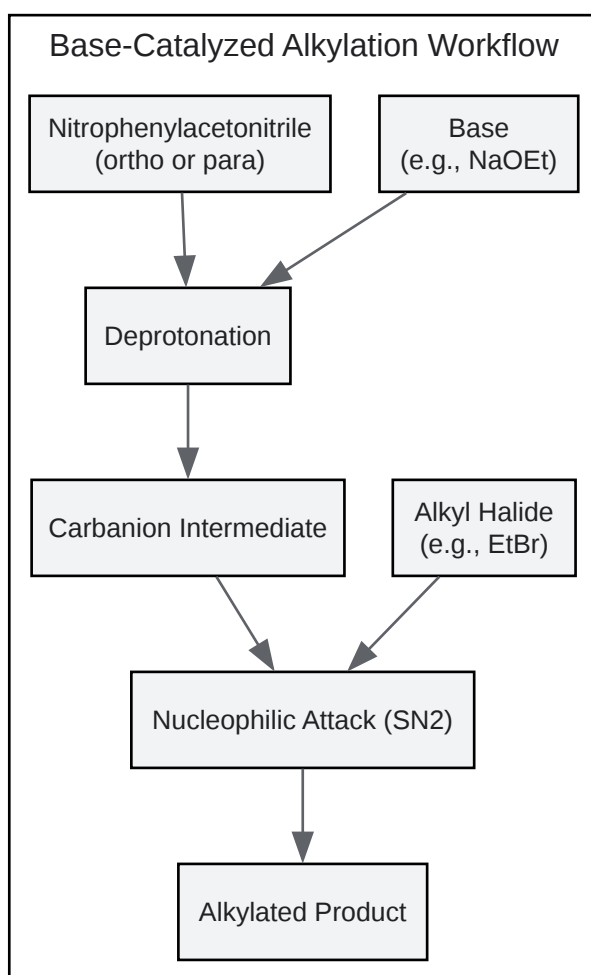 Base-Catalyzed Alkylation Workflow
Nitrophenylacetonitrile
(ortho or para)
Base
(e.g., NaOEt)
Deprotonation
Carbanion Intermediate
Alkyl Halide
(e.g., EtBr)
Nucleophilic Attack (SN2)
Alkylated Product